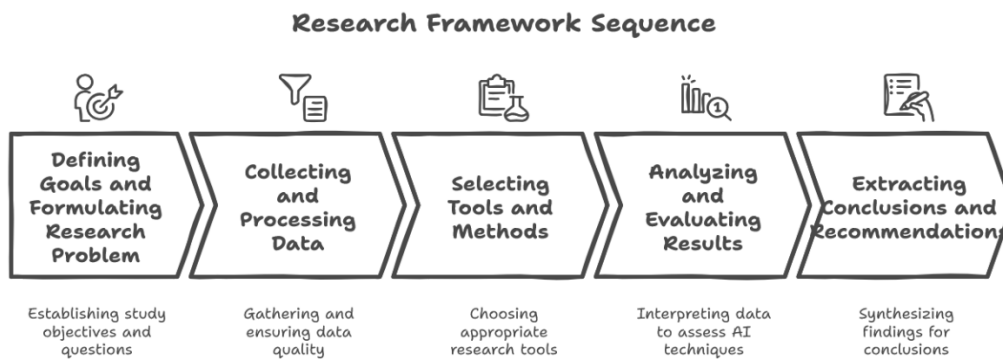 Research Framework Sequence
1
Defining
Goals and
Formulating
Research
Problem
Collecting
and
Processing
Data
Selecting
Tools and
Methods
Analyzing
and
Evaluating
Results
Extracting
Conclusions and
Recommendations
Establishing study
objectives and
questions
Gathering and
ensuring data
quality
Choosing
appropriate
research tools
Interpreting data
to assess AI
techniques
Synthesizing
findings for
conclusions